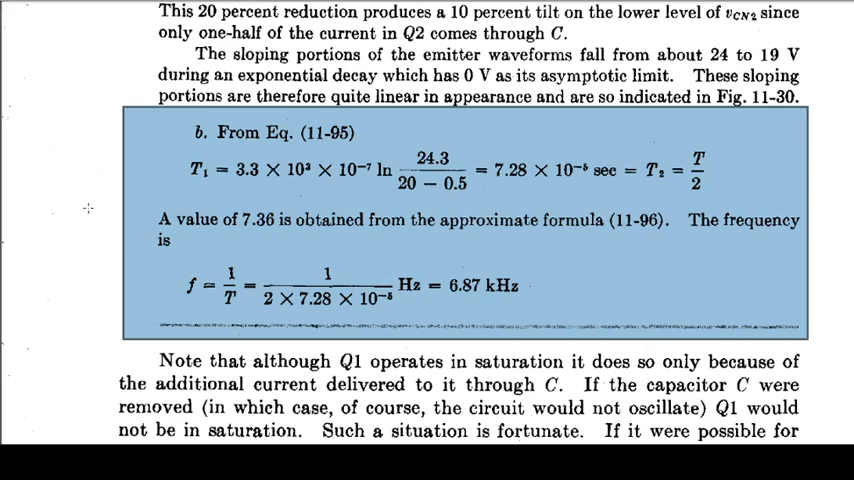 This 20 percent reduction produces a 10 percent tilt on the lower level of v_CN2 since
only one-half of the current in Q2 comes through C.
The sloping portions of the emitter waveforms fall from about 24 to 19 V
during an exponential decay which has 0 V as its asymptotic limit. These sloping
portions are therefore quite linear in appearance and are so indicated in Fig. 11-30.
b. From Eq. (11-95)
T₁ = 3.3 × 10³ × 10⁻⁷ ln 24.3 / (20 − 0.5) = 7.28 × 10⁻⁵ sec = T₂ = T/2
A value of 7.36 is obtained from the approximate formula (11-96). The frequency
is
f = 1/T = 1 / (2 × 7.28 × 10⁻⁵) Hz = 6.87 kHz
Note that although Q1 operates in saturation it does so only because of
the additional current delivered to it through C. If the capacitor C were
removed (in which case, of course, the circuit would not oscillate) Q1 would
not be in saturation. Such a situation is fortunate. If it were possible for